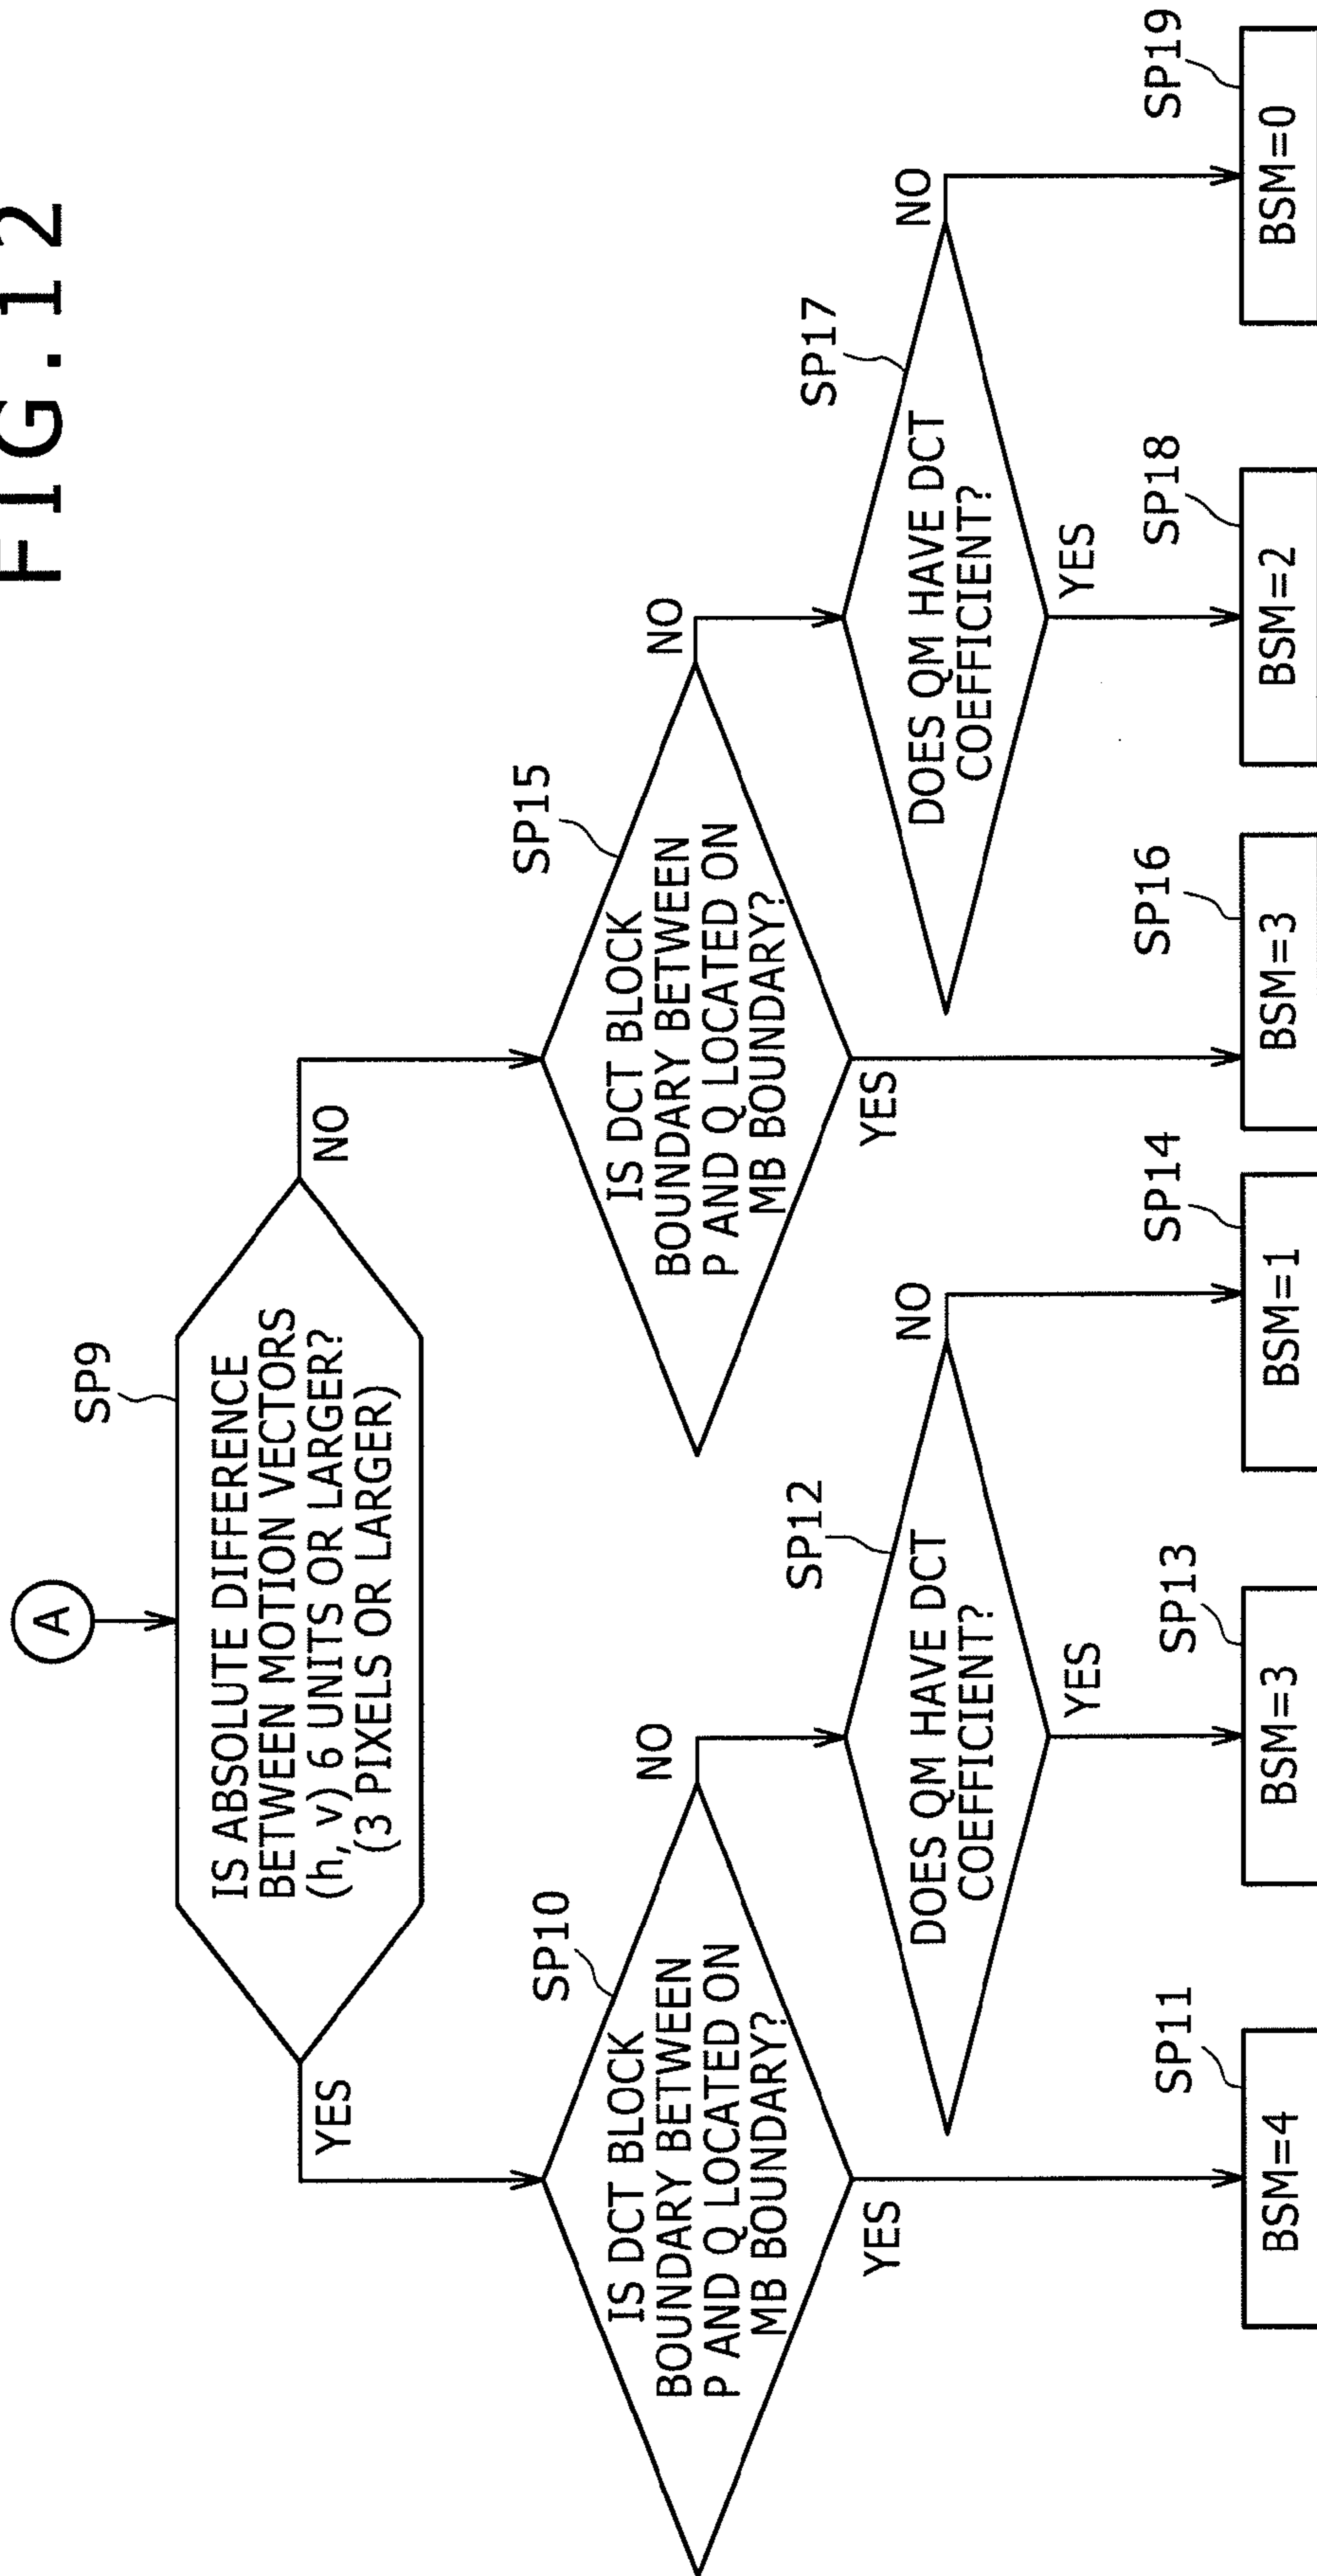 FIG.12
A
SP9
IS ABSOLUTE DIFFERENCE
BETWEEN MOTION VECTORS
(h, v) 6 UNITS OR LARGER?
(3 PIXELS OR LARGER)
YES
NO
SP10
IS DCT BLOCK
BOUNDARY BETWEEN
P AND Q LOCATED ON
MB BOUNDARY?
YES
NO
SP15
IS DCT BLOCK
BOUNDARY BETWEEN
P AND Q LOCATED ON
MB BOUNDARY?
YES
NO
SP12
DOES QM HAVE DCT
COEFFICIENT?
YES
NO
SP17
DOES QM HAVE DCT
COEFFICIENT?
YES
NO
SP11
BSM=4
SP13
BSM=3
SP14
BSM=1
SP16
BSM=3
SP18
BSM=2
SP19
BSM=0